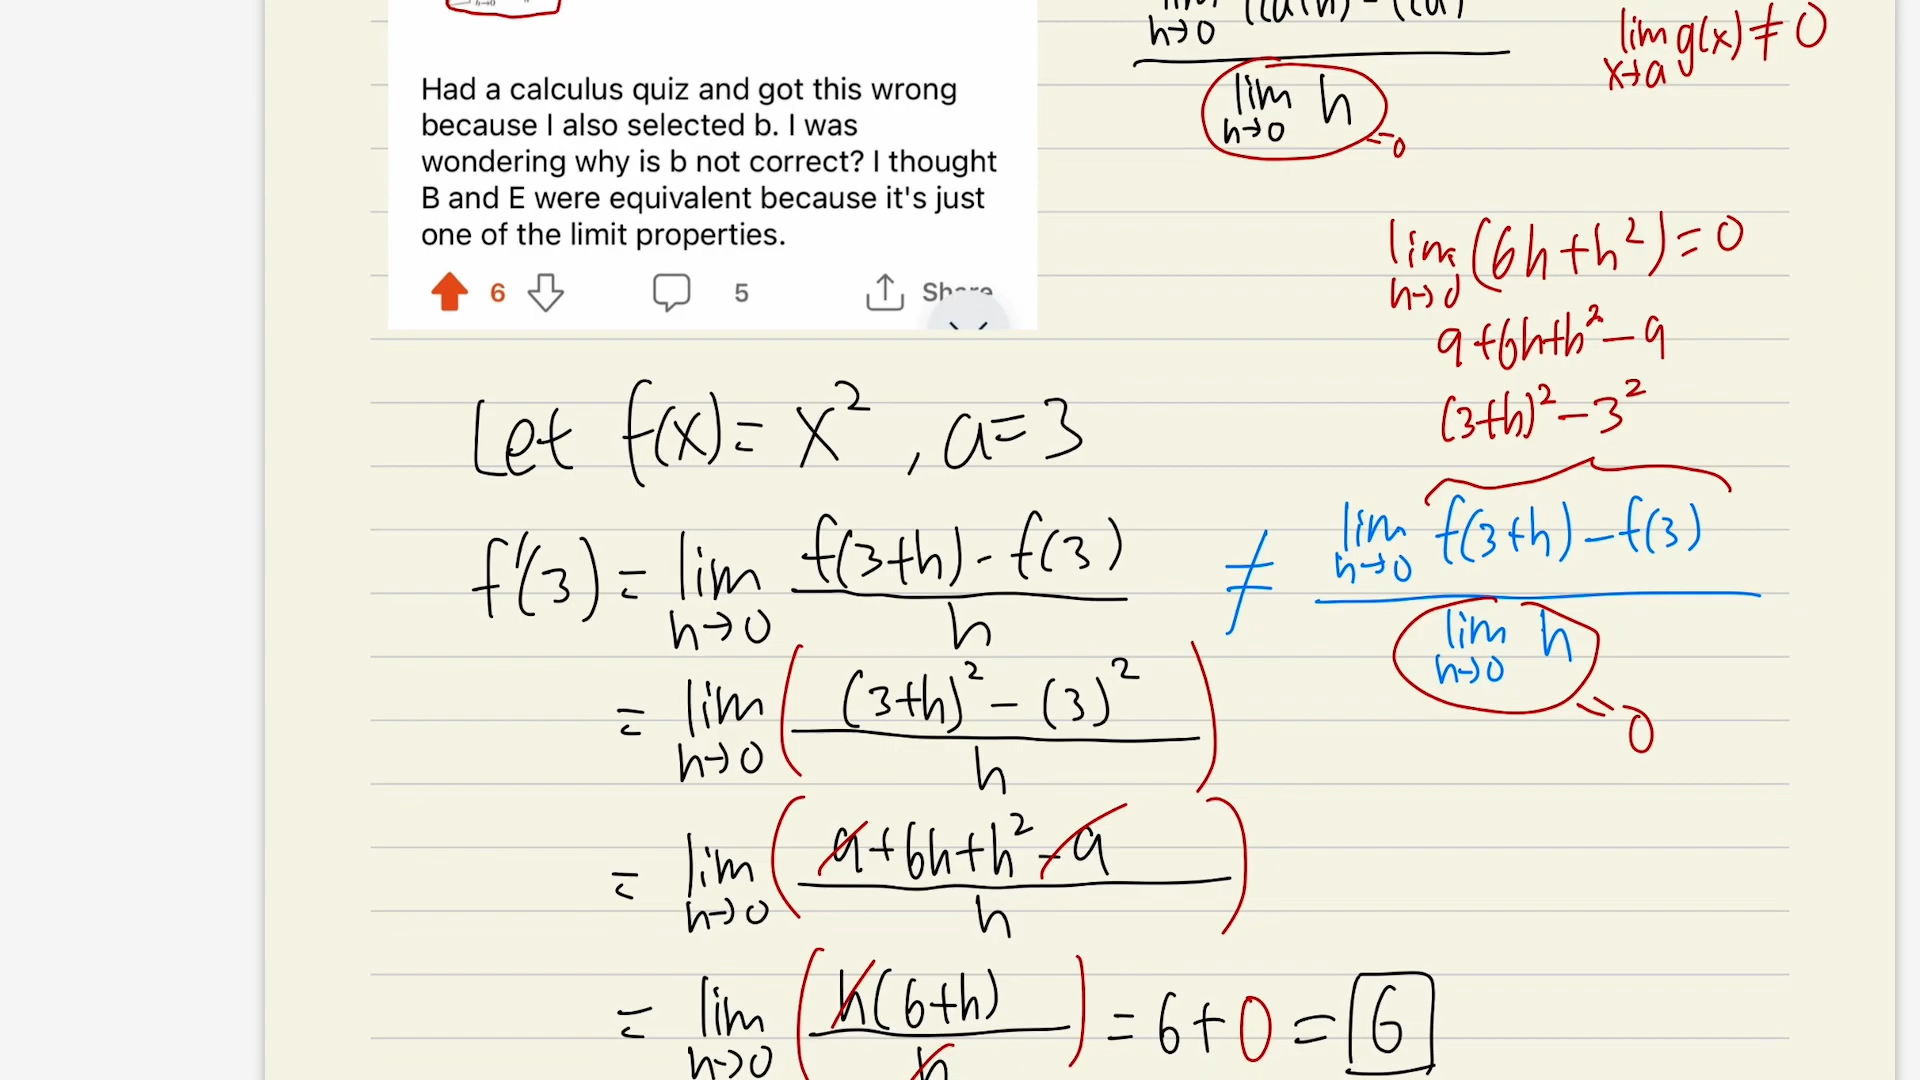 Had a calculus quiz and got this wrong
because I also selected b. I was
wondering why is b not correct? I thought
B and E were equivalent because it's just
one of the limit properties.
6 5 Share
h→0
lim h
h→0 =0
lim g(x) ≠ 0
x→a
lim (6h+h²)=0
h→0
9+6h+h²-9
(3+h)²-3²
Let f(x)= x², a=3
f'(3) = lim f(3+h) - f(3) / h
h→0
≠ lim f(3+h) - f(3) / lim h
h→0 h→0
=0
= lim ( (3+h)² - (3)² / h )
h→0
= lim ( 9+6h+h²-9 / h )
h→0
= lim ( h(6+h) / h ) = 6+0 = 6
h→0